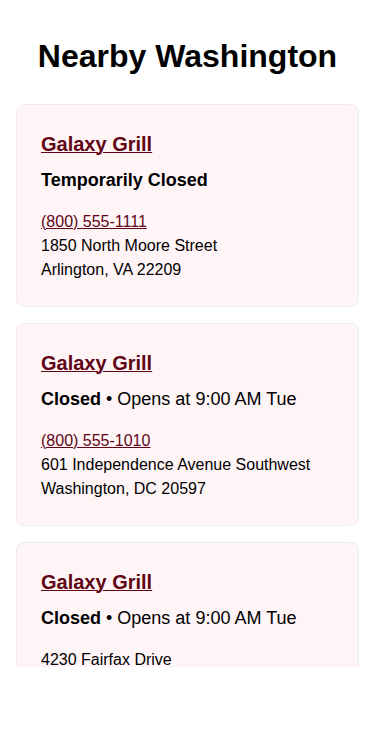 Nearby Washington
Galaxy Grill
Temporarily Closed
(800) 555-1111
1850 North Moore Street
Arlington, VA 22209
Galaxy Grill
Closed • Opens at 9:00 AM Tue
(800) 555-1010
601 Independence Avenue Southwest
Washington, DC 20597
Galaxy Grill
Closed • Opens at 9:00 AM Tue
4230 Fairfax Drive